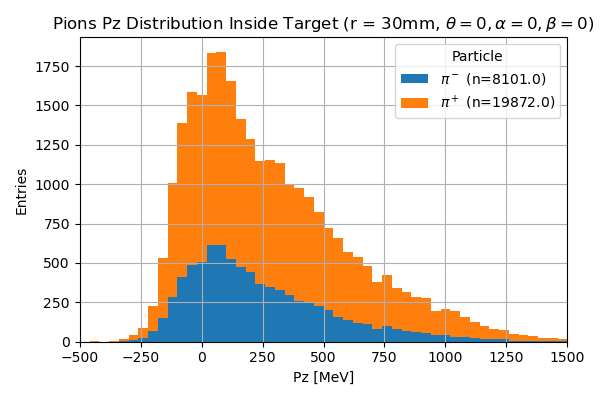 Pions Pz Distribution Inside Target (r = 30mm, θ = 0, α = 0, β = 0)
Particle
π⁻ (n=8101.0)
π⁺ (n=19872.0)
Entries
1750
1500
1250
1000
750
500
250
0
−500 −250 0 250 500 750 1000 1250 1500
Pz [MeV]